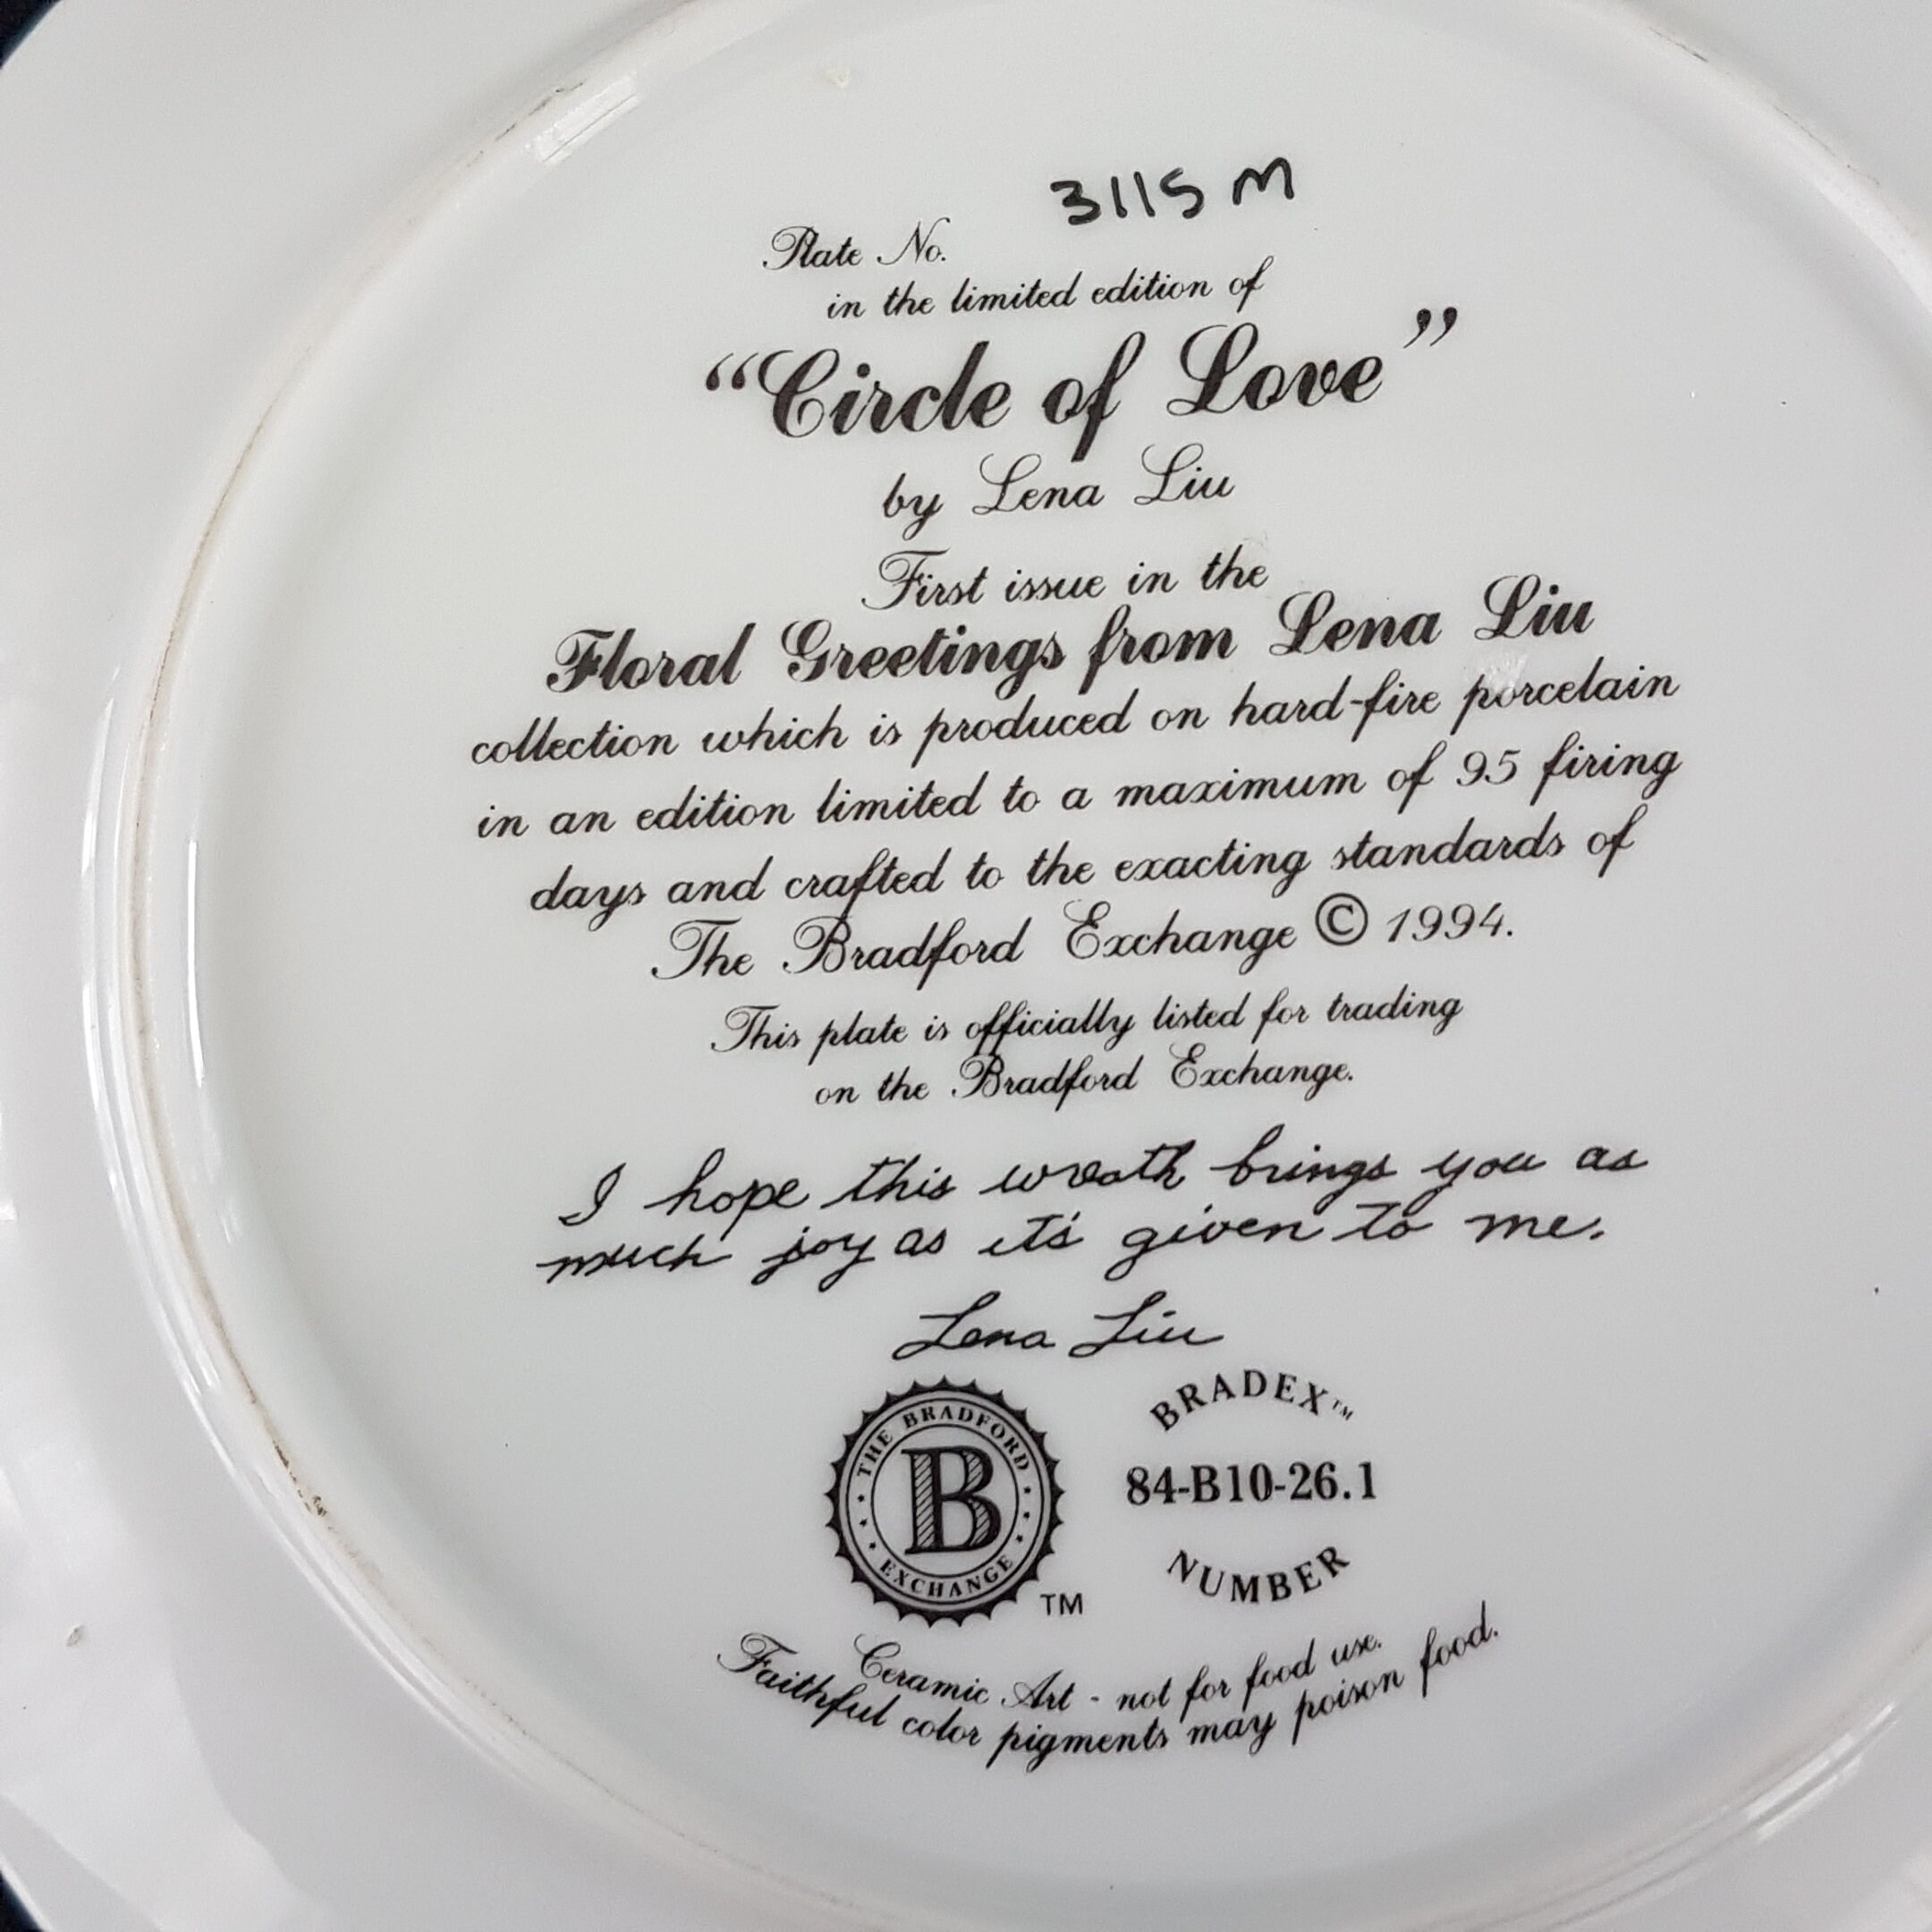 3115 M
Plate No.
in the limited edition of
“Circle of Love”
by Lena Liu
First issue in the
Floral Greetings from Lena Liu
collection which is produced on hard-fire porcelain
in an edition limited to a maximum of 95 firing
days and crafted to the exacting standards of
The Bradford Exchange © 1994.
This plate is officially listed for trading
on the Bradford Exchange.
I hope this wreath brings you as
much joy as it's given to me.
Lena Liu
THE BRADFORD
B
EXCHANGE
TM
BRADEX™
84-B10-26.1
NUMBER
Ceramic Art - not for food use.
Faithful color pigments may poison food.